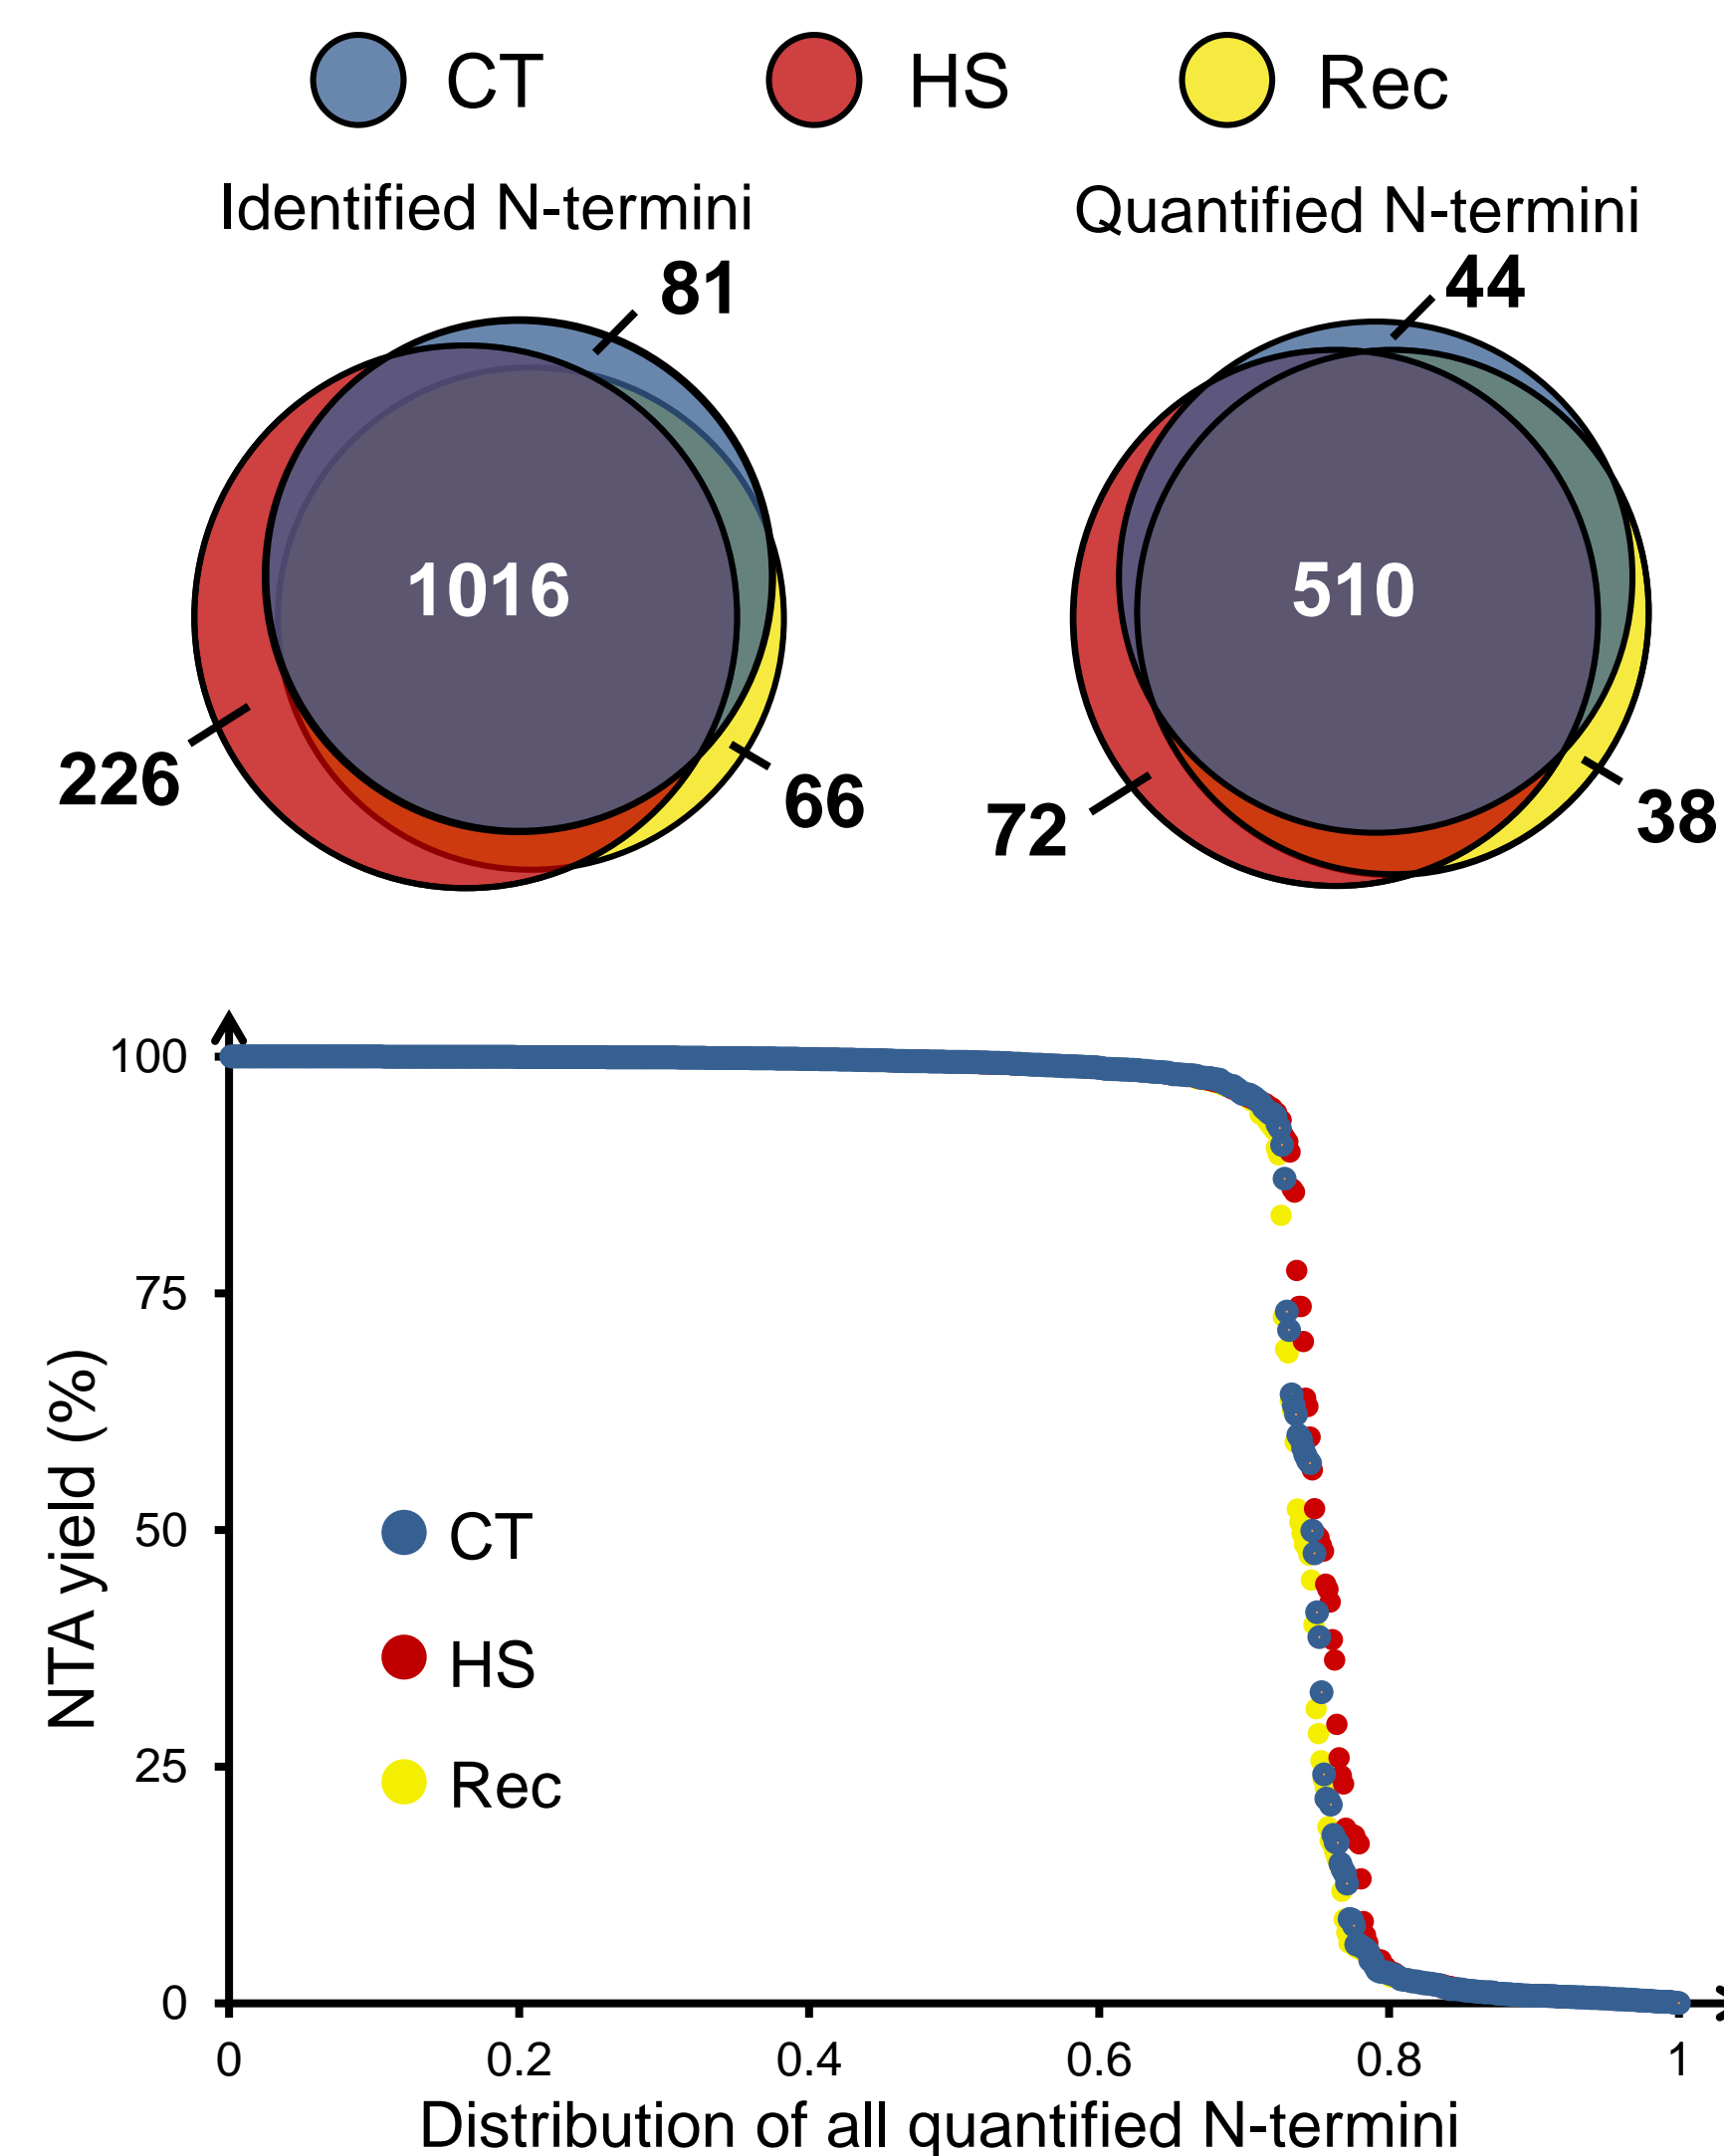 CT HS Rec
Identified N-termini Quantified N-termini
81 44
1016 510
226 66 72 38
100
75
50
25
0
NTA yield (%)
CT
HS
Rec
0 0.2 0.4 0.6 0.8 1
Distribution of all quantified N-termini